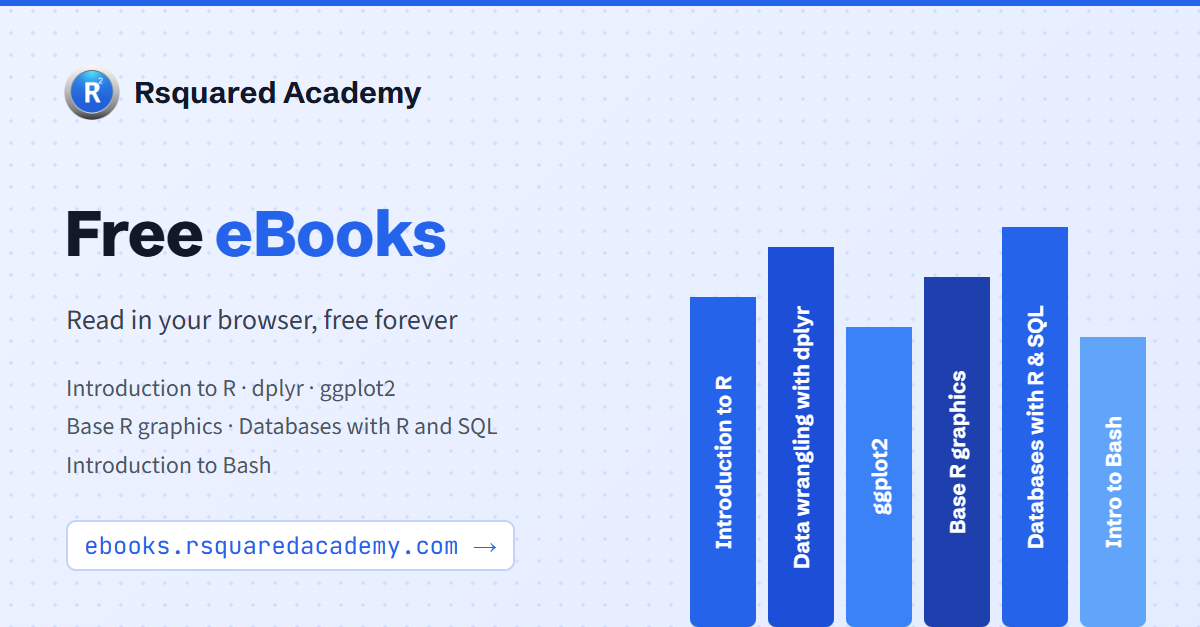 R2
Rsquared Academy
Free eBooks
Read in your browser, free forever
Introduction to R · dplyr · ggplot2
Base R graphics · Databases with R and SQL
Introduction to Bash
ebooks.rsquaredacademy.com →
Introduction to R
Data wrangling with dplyr
ggplot2
Base R graphics
Databases with R & SQL
Intro to Bash